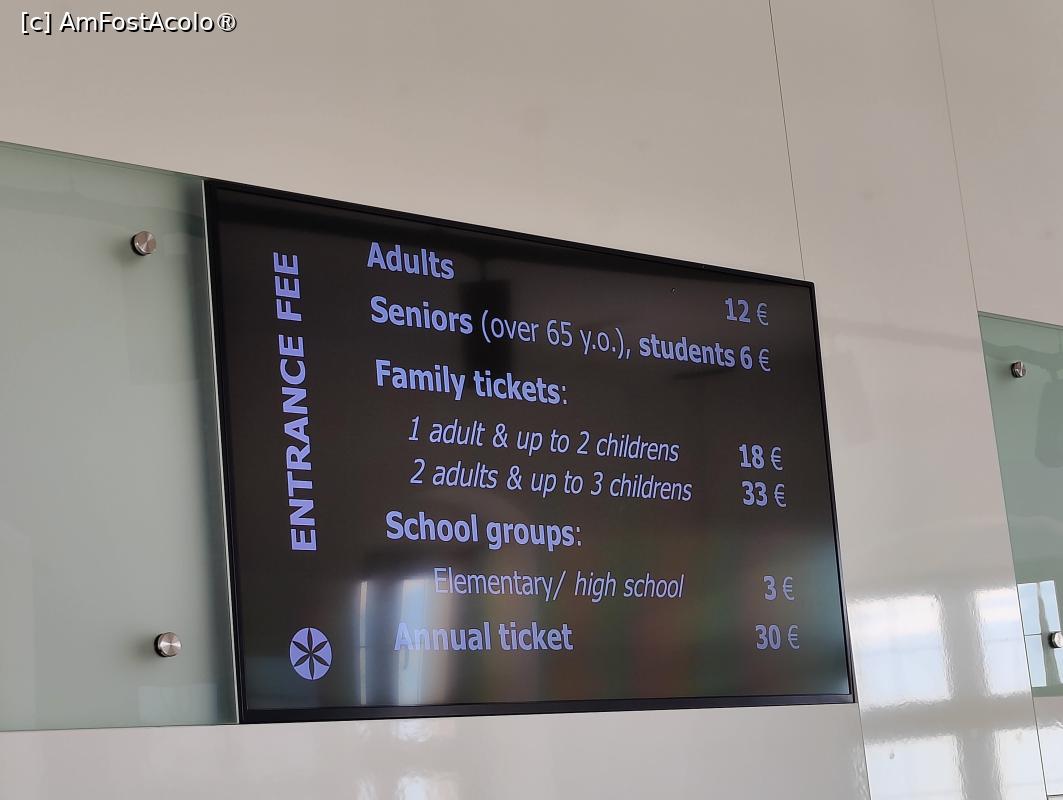 [c] AmFostAcolo®
ENTRANCE FEE
Adults 12 €
Seniors (over 65 y.o.), students 6 €
Family tickets:
1 adult & up to 2 childrens 18 €
2 adults & up to 3 childrens 33 €
School groups:
Elementary/ high school 3 €
Annual ticket 30 €